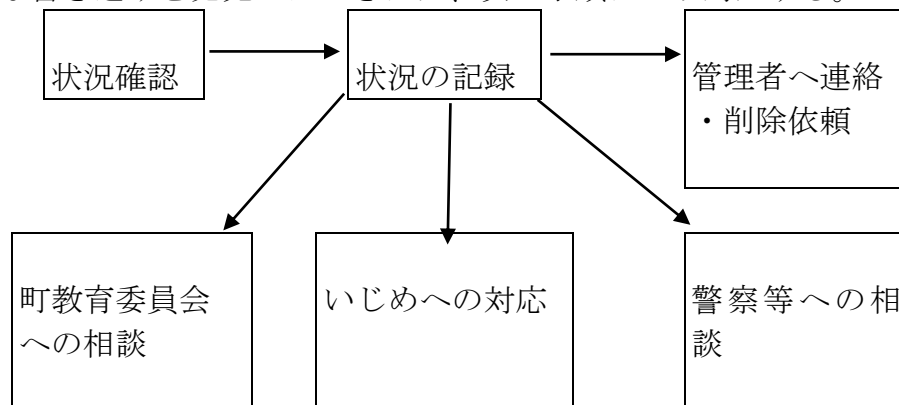 状況確認
状況の記録
管理者へ連絡
・削除依頼
町教育委員会
への相談
いじめへの対応
警察等への相
談